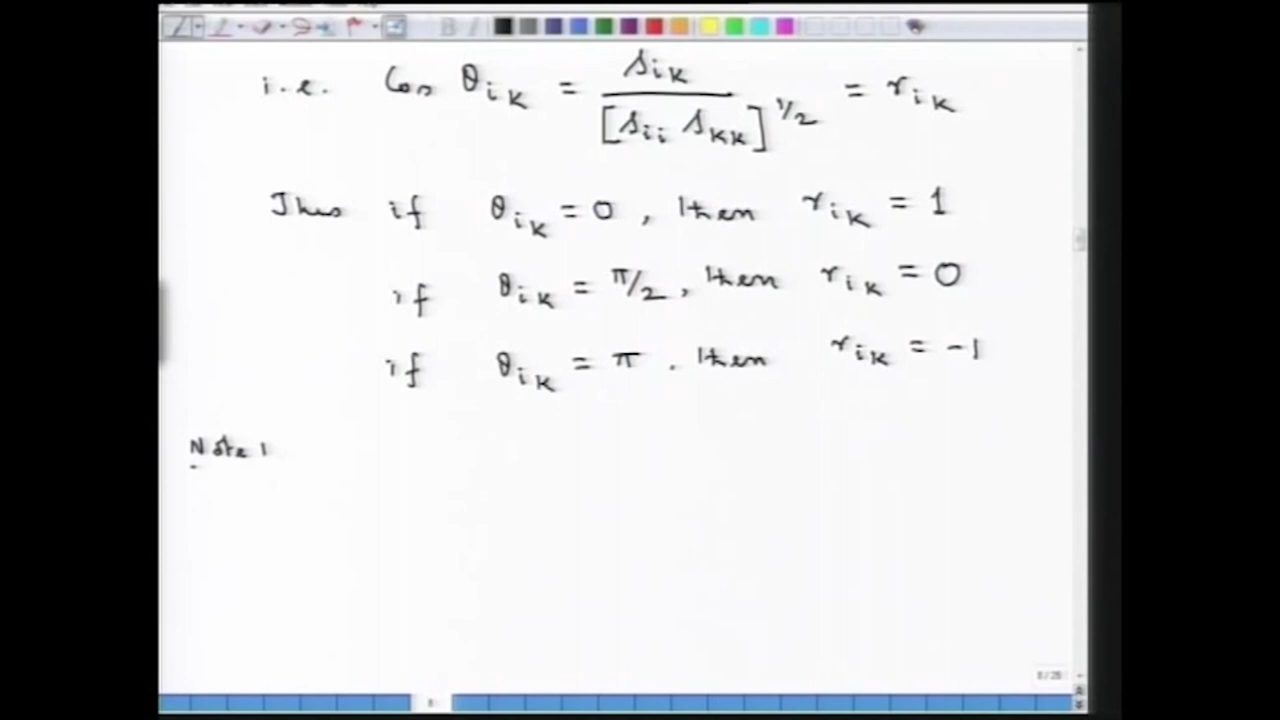 i.e. Cos θ_ik = s_ik / [s_ii s_kk]^1/2 = r_ik
Thus if θ_ik = 0, then r_ik = 1
if θ_ik = π/2, then r_ik = 0
if θ_ik = π. then r_ik = -1
Note 1